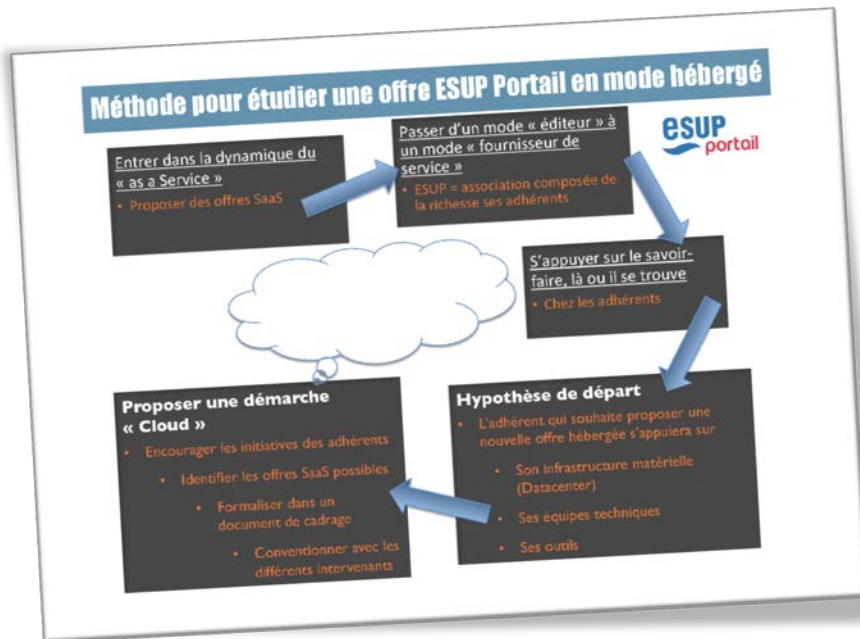 Méthode pour étudier une offre ESUP Portail en mode hébergé
Entrer dans la dynamique du
« as a Service »
• Proposer des offres SaaS
Passer d'un mode « éditeur » à
un mode « fournisseur de
service »
• ESUP = association composée de
la richesse ses adhérents
esup
portail
S'appuyer sur le savoir-
faire, là ou il se trouve
• Chez les adhérents
Hypothèse de départ
• L'adhérent qui souhaite proposer une
nouvelle offre hébergée s'appuiera sur
• Son infrastructure matérielle
(Datacenter)
• Ses équipes techniques
• Ses outils
Proposer une démarche
« Cloud »
• Encourager les initiatives des adhérents
• Identifier les offres SaaS possibles
• Formaliser dans un
document de cadrage
• Conventionner avec les
différents intervenants